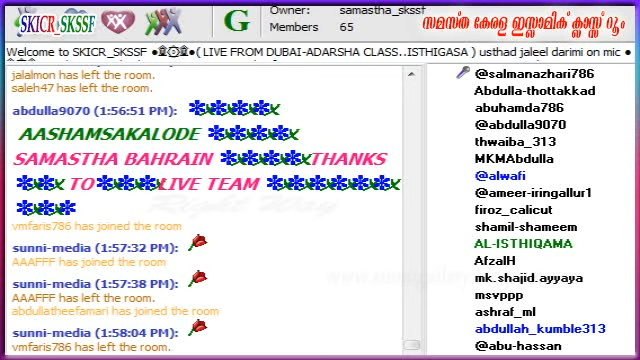 SKICR_SKSSF
G
Owner: samastha_skssf
Members 65
സമസ്ത കേരള ഇസ്ലാമിക് ക്ലാസ്സ് റൂം
Welcome to SKICR_SKSSF ●۩۞۩●( LIVE FROM DUBAI-ADARSHA CLASS..ISTHIGASA ) usthad jaleel darimi on mic ●
jalalmon has left the room.
saleh47 has left the room.
abdulla9070 (1:56:51 PM):
AASHAMSAKALODE
SAMASTHA BAHRAIN THANKS
TO LIVE TEAM
vmfaris786 has joined the room
sunni-media (1:57:32 PM):
AAAFFF has joined the room
sunni-media (1:57:38 PM):
AAAFFF has left the room.
abdullatheefamari has joined the room
sunni-media (1:58:04 PM):
vmfaris786 has left the room.
@salmanazhari786
Abdulla-thottakkad
abuhamda786
@abdulla9070
thwaiba_313
MKMAbdulla
@alwafi
@ameer-iringallur1
firoz_calicut
shamil-shameem
AL-ISTHIQAMA
AfzalH
mk.shajid.ayyaya
msvppp
ashraf_ml
abdullah_kumble313
@abu-hassan